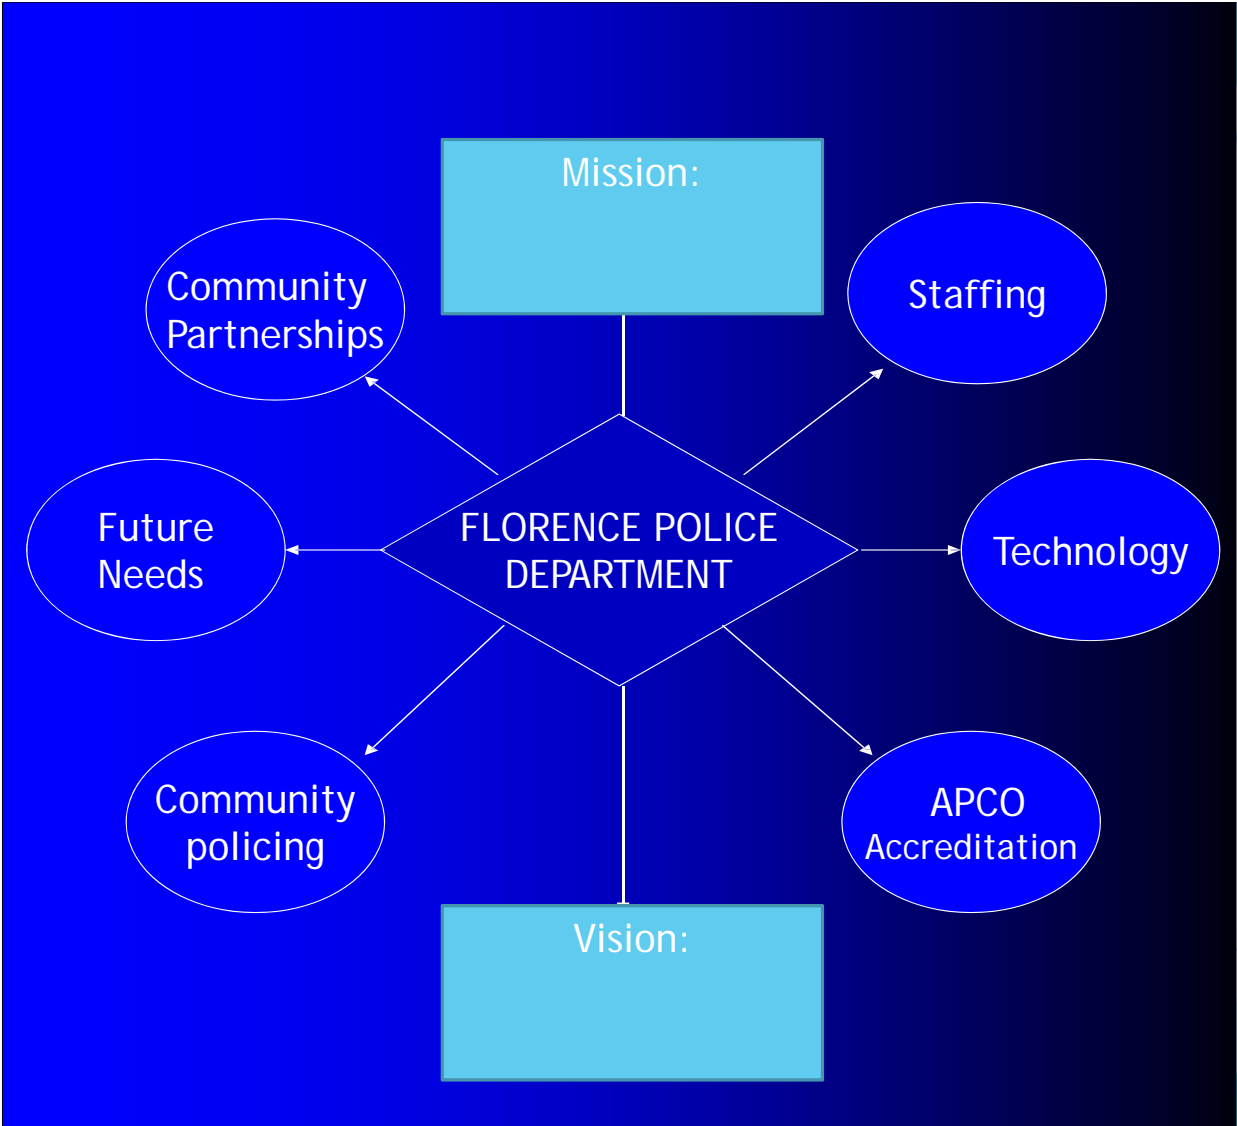 Mission:
Community
Partnerships
Staffing
FLORENCE POLICE
DEPARTMENT
Future
Needs
Technology
Community
policing
APCO
Accreditation
Vision: